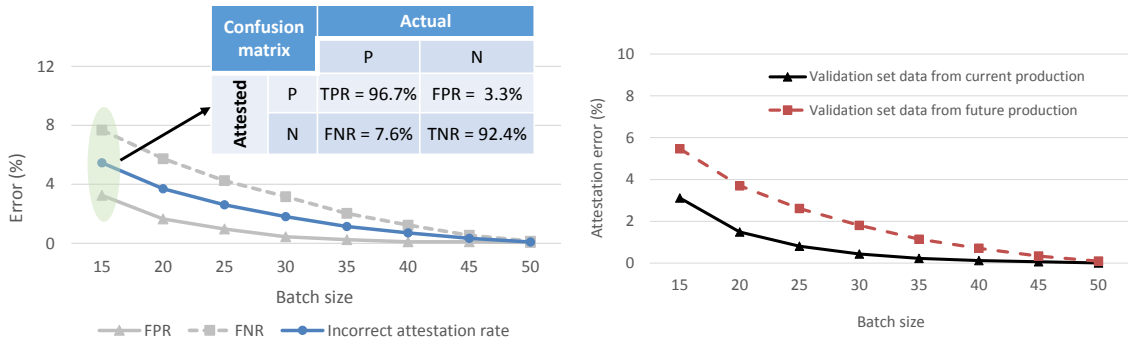 Confusion matrix
Actual
P
N
Attested
P
TPR = 96.7%
FPR = 3.3%
N
FNR = 7.6%
TNR = 92.4%
Error (%)
12
8
4
0
15 20 25 30 35 40 45 50
Batch size
FPR
FNR
Incorrect attestation rate
Attestation error (%)
10
8
6
4
2
0
Validation set data from current production
Validation set data from future production
15 20 25 30 35 40 45 50
Batch size